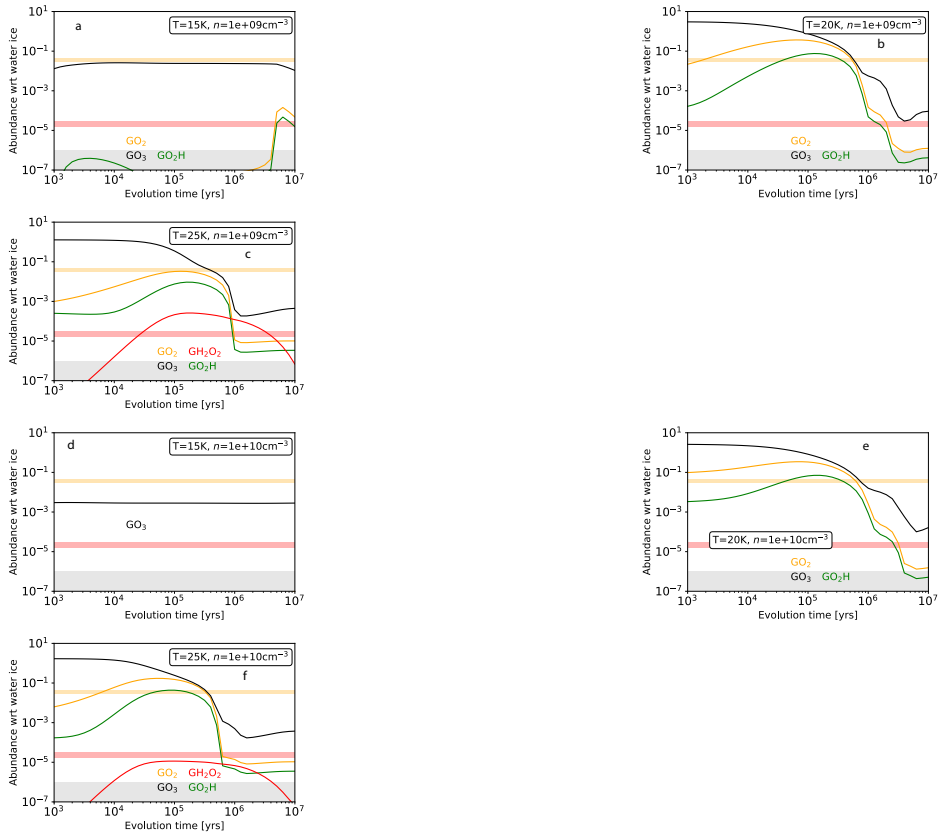 a
T=15K, n=1e+09cm⁻³
Abundance wrt water ice
10¹
10⁻¹
10⁻³
10⁻⁵
10⁻⁷
GO₂
GO₃ GO₂H
10³ 10⁴ 10⁵ 10⁶ 10⁷
Evolution time [yrs]
T=20K, n=1e+09cm⁻³
b
Abundance wrt water ice
10¹
10⁻¹
10⁻³
10⁻⁵
10⁻⁷
GO₂
GO₃ GO₂H
10³ 10⁴ 10⁵ 10⁶ 10⁷
Evolution time [yrs]
T=25K, n=1e+09cm⁻³
c
Abundance wrt water ice
10¹
10⁻¹
10⁻³
10⁻⁵
10⁻⁷
GO₂ GH₂O₂
GO₃ GO₂H
10³ 10⁴ 10⁵ 10⁶ 10⁷
Evolution time [yrs]
d
T=15K, n=1e+10cm⁻³
Abundance wrt water ice
10¹
10⁻¹
10⁻³
10⁻⁵
10⁻⁷
GO₃
10³ 10⁴ 10⁵ 10⁶ 10⁷
Evolution time [yrs]
e
Abundance wrt water ice
10¹
10⁻¹
10⁻³
10⁻⁵
10⁻⁷
T=20K, n=1e+10cm⁻³
GO₂
GO₃ GO₂H
10³ 10⁴ 10⁵ 10⁶ 10⁷
Evolution time [yrs]
T=25K, n=1e+10cm⁻³
f
Abundance wrt water ice
10¹
10⁻¹
10⁻³
10⁻⁵
10⁻⁷
GO₂ GH₂O₂
GO₃ GO₂H
10³ 10⁴ 10⁵ 10⁶ 10⁷
Evolution time [yrs]